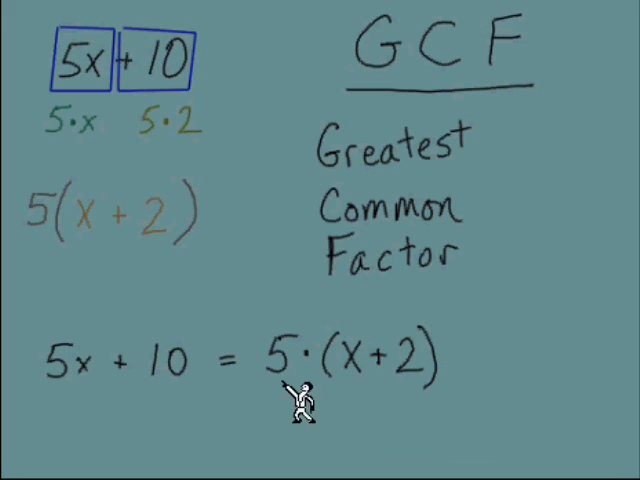 5x + 10
5·x 5·2
5(x + 2)
GCF
Greatest
Common
Factor
5x + 10 = 5·(x+2)